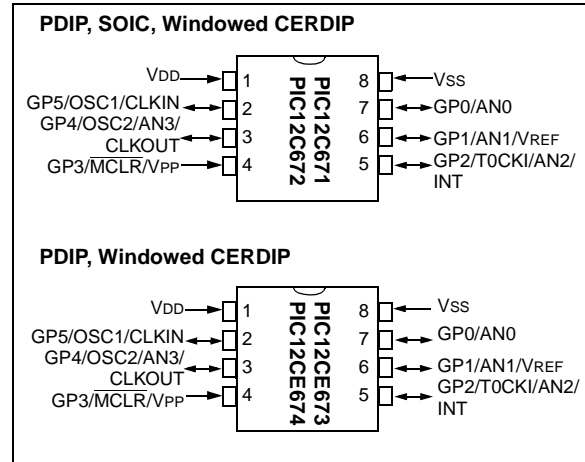 PDIP, SOIC, Windowed CERDIP
VDD 1 8 VSS
GP5/OSC1/CLKIN 2 7 GP0/AN0
GP4/OSC2/AN3/
CLKOUT 3 6 GP1/AN1/VREF
GP3/MCLR/VPP 4 5 GP2/T0CKI/AN2/
INT
PIC12C671
PIC12C672
PDIP, Windowed CERDIP
VDD 1 8 VSS
GP5/OSC1/CLKIN 2 7 GP0/AN0
GP4/OSC2/AN3/
CLKOUT 3 6 GP1/AN1/VREF
GP3/MCLR/VPP 4 5 GP2/T0CKI/AN2/
INT
PIC12CE673
PIC12CE674